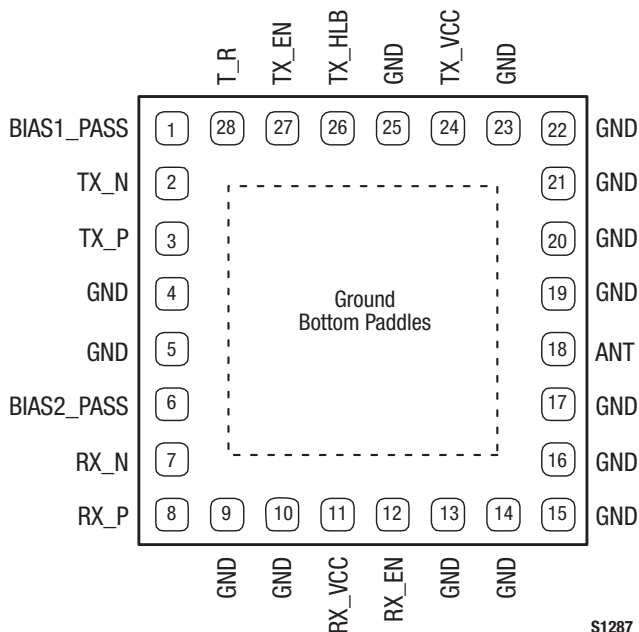 T_R
TX_EN
TX_HLB
GND
TX_VCC
GND
BIAS1_PASS 1 28 27 26 25 24 23 22 GND
TX_N 2 21 GND
TX_P 3 20 GND
GND 4 19 GND
Ground
Bottom Paddles
GND 5 18 ANT
BIAS2_PASS 6 17 GND
RX_N 7 16 GND
RX_P 8 9 10 11 12 13 14 15 GND
GND
GND
RX_VCC
RX_EN
GND
GND
S1287